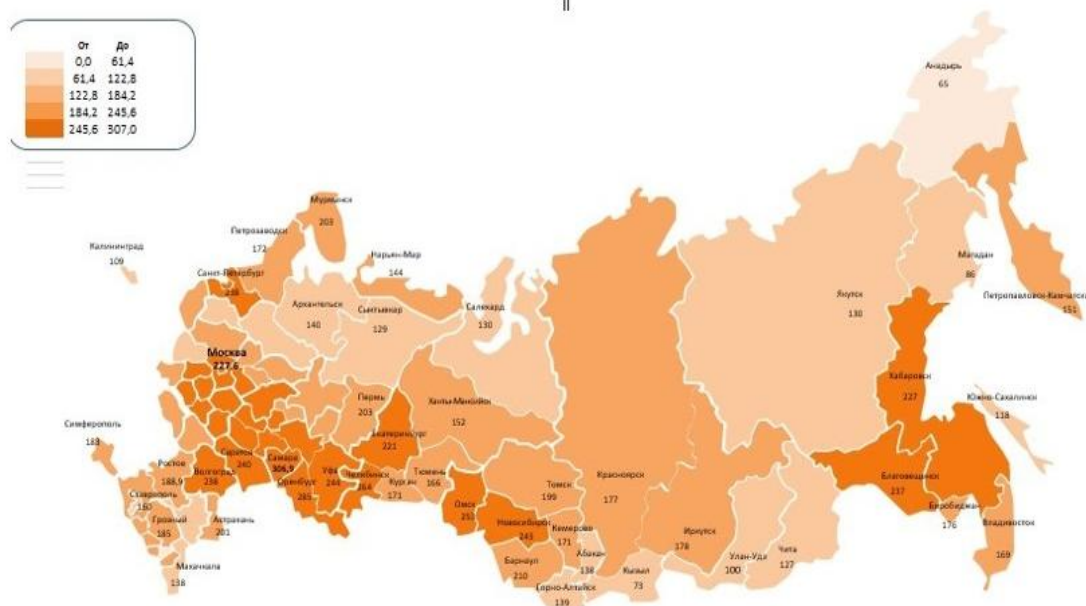 От До
0,0 61,4
61,4 122,8
122,8 184,2
184,2 245,6
245,6 307,0
Анадырь
65
Мурманск
203
Петрозаводск
172
Калининград
109
Нарьян-Мар
144
Санкт-Петербург
238
Магадан
86
Якутск
130
Петропавловск-Камчатск
151
Архангельск
140
Сыктывкар
129
Салехард
130
Москва
227,6
Хабаровск
227
Южно-Сахалинск
118
Пермь
203
Ханты-Мансийск
152
Екатеринбург
221
Симферополь
188
Саратов
240
Самара
306,9
Уфа
244
Челябинск
264
Тюмень
166
Ростов
188,9
Волгоград
238
Оренбург
285
Курган
171
Омск
253
Томск
199
Красноярск
177
Благовещенск
237
Биробиджан
176
Владивосток
169
Ставрополь
160
Грозный
185
Астрахань
201
Новосибирск
243
Кемерово
171
Иркутск
178
Махачкала
138
Барнаул
210
Абакан
138
Улан-Удэ
100
Чита
127
Горно-Алтайск
139
Кызыл
73